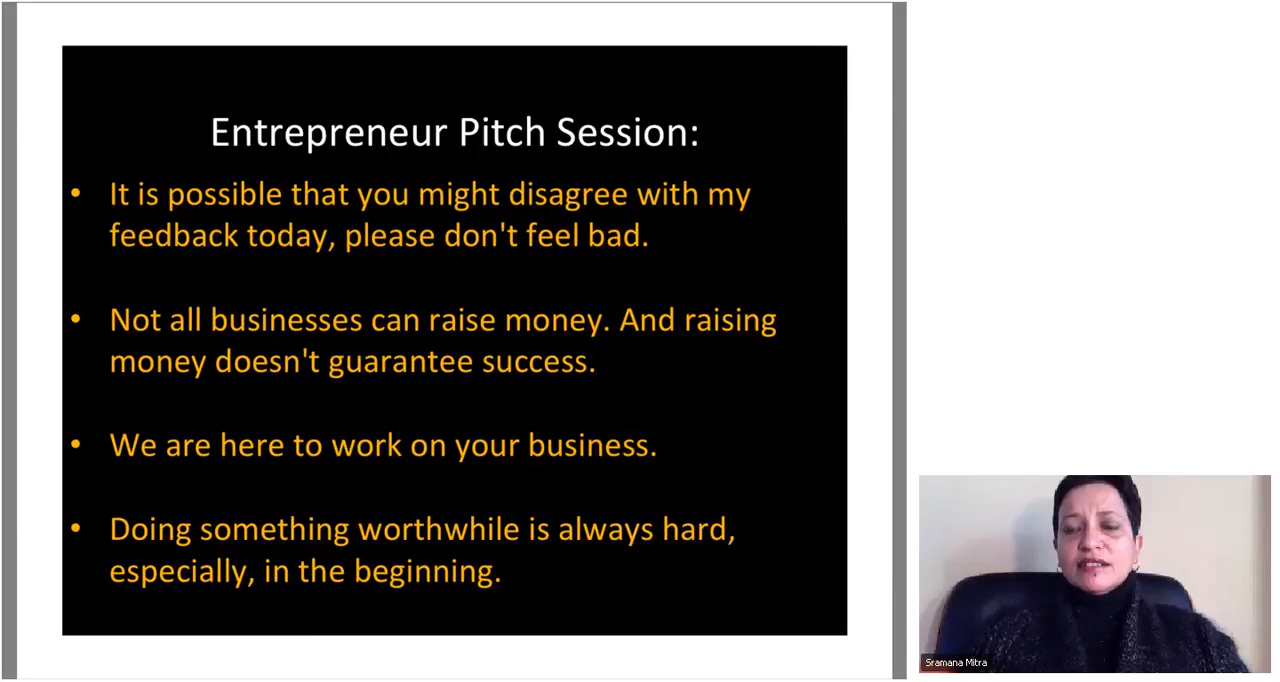 Entrepreneur Pitch Session:
• It is possible that you might disagree with my
feedback today, please don't feel bad.
• Not all businesses can raise money. And raising
money doesn't guarantee success.
• We are here to work on your business.
• Doing something worthwhile is always hard,
especially, in the beginning.
Sramana Mitra